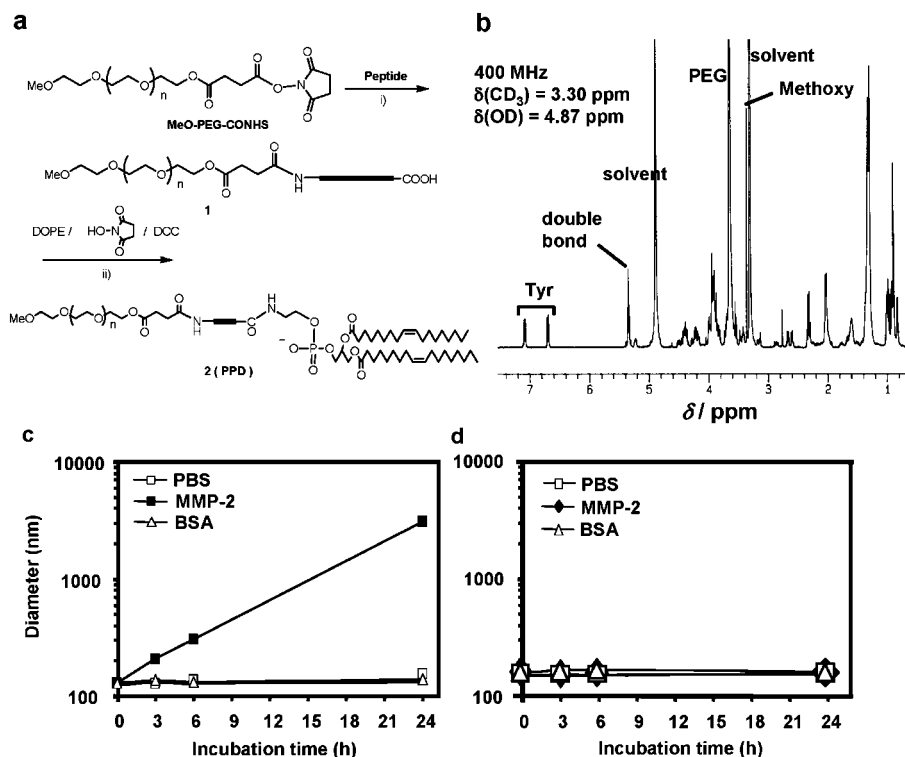 a
MeO
O
O
n
O
O
O
O
O
N
O
O
MeO-PEG-CONHS
Peptide
i)
MeO
O
O
n
O
O
O
N
H
COOH
1
DOPE /
HO-N
O
O
/ DCC
ii)
MeO
O
O
n
O
O
O
N
H
C
O
H
N
O
O
−
O-P-O
O
O
O
O
O
2 ( PPD )
b
400 MHz
δ(CD3) = 3.30 ppm
δ(OD) = 4.87 ppm
PEG
solvent
Methoxy
solvent
double
bond
Tyr
7 6 5 4 3 2 1
δ / ppm
c
10000
1000
100
Diameter (nm)
PBS
MMP-2
BSA
0 3 6 9 12 15 18 21 24
Incubation time (h)
d
10000
1000
100
PBS
MMP-2
BSA
0 3 6 9 12 15 18 21 24
Incubation time (h)